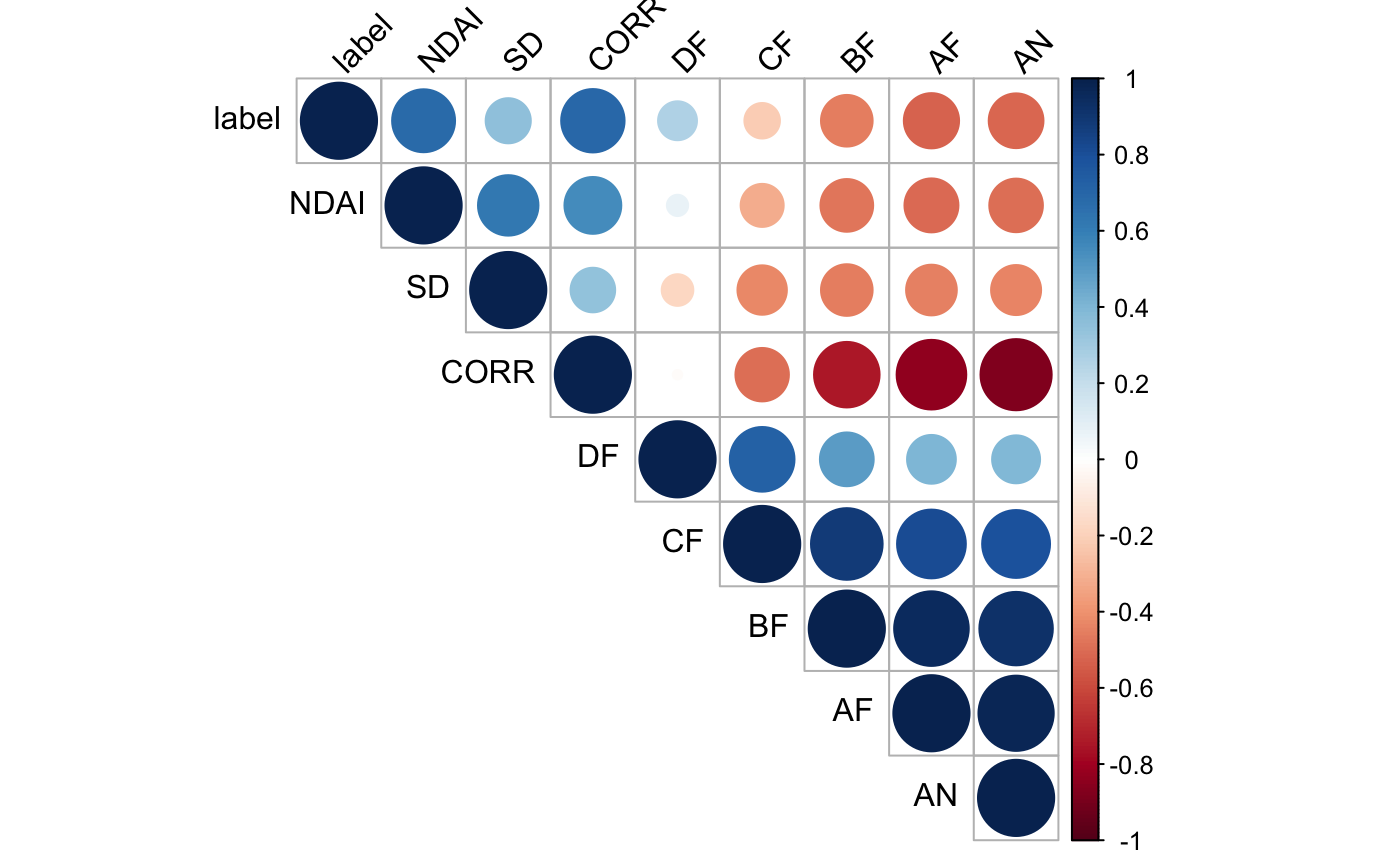 label NDAI SD CORR DF CF BF AF AN
label
NDAI
SD
CORR
DF
CF
BF
AF
AN
1
0.8
0.6
0.4
0.2
0
-0.2
-0.4
-0.6
-0.8
-1